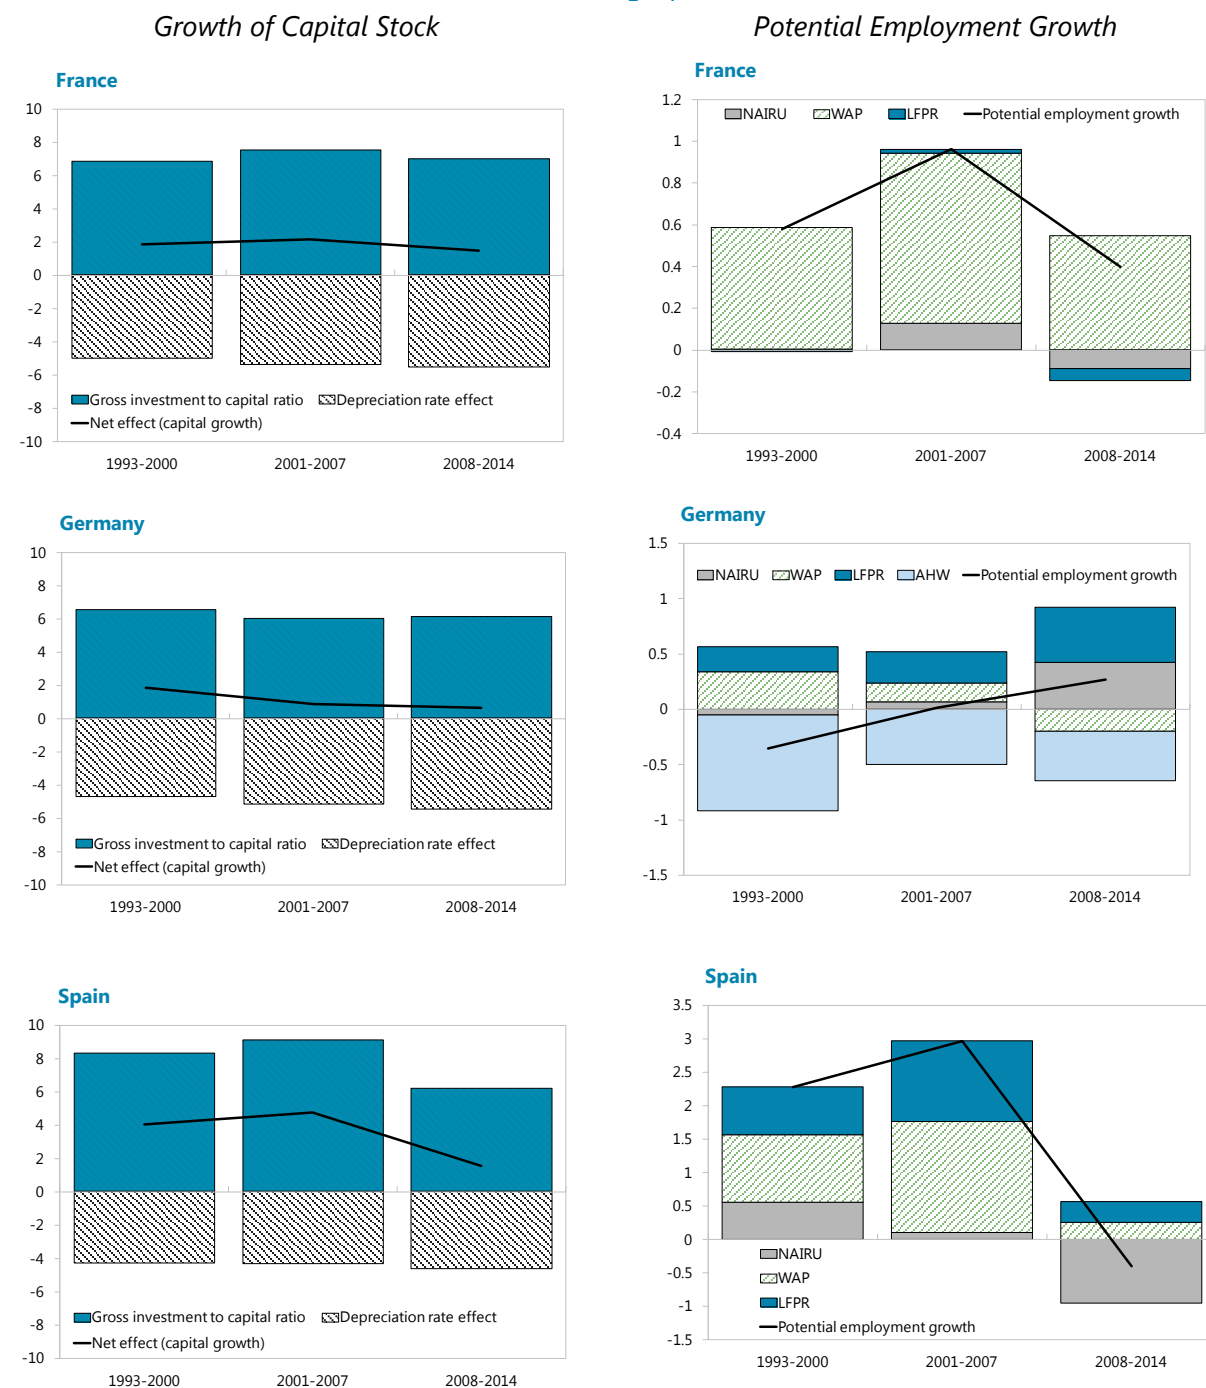 Growth of Capital Stock
Potential Employment Growth
France
10
8
6
4
2
0
-2
-4
-6
-8
-10
Gross investment to capital ratio Depreciation rate effect
Net effect (capital growth)
1993-2000 2001-2007 2008-2014
France
1.2
1
0.8
0.6
0.4
0.2
0
-0.2
-0.4
NAIRU WAP LFPR Potential employment growth
1993-2000 2001-2007 2008-2014
Germany
10
8
6
4
2
0
-2
-4
-6
-8
-10
Gross investment to capital ratio Depreciation rate effect
Net effect (capital growth)
1993-2000 2001-2007 2008-2014
Germany
1.5
1
0.5
0
-0.5
-1
-1.5
NAIRU WAP LFPR AHW Potential employment growth
1993-2000 2001-2007 2008-2014
Spain
10
8
6
4
2
0
-2
-4
-6
-8
-10
Gross investment to capital ratio Depreciation rate effect
Net effect (capital growth)
1993-2000 2001-2007 2008-2014
Spain
3.5
3
2.5
2
1.5
1
0.5
0
-0.5
-1
-1.5
NAIRU
WAP
LFPR
Potential employment growth
1993-2000 2001-2007 2008-2014